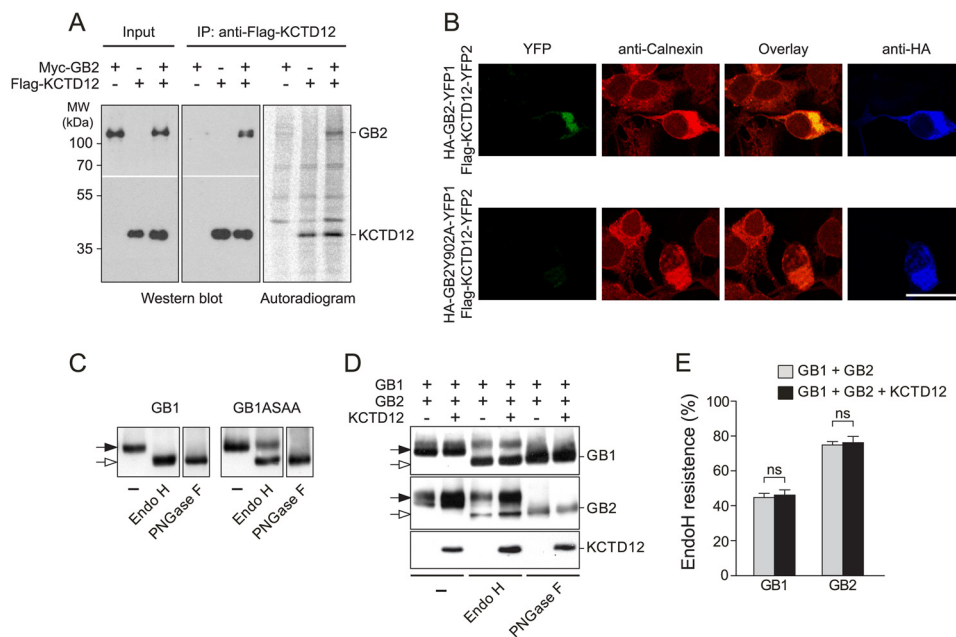 A
Input
IP: anti-Flag-KCTD12
Myc-GB2 + - + + - + + - +
Flag-KCTD12 - + + - + + - + +
MW
(kDa)
100
70
55
35
GB2
KCTD12
Western blot
Autoradiogram
B
YFP
anti-Calnexin
Overlay
anti-HA
HA-GB2-YFP1
Flag-KCTD12-YFP2
HA-GB2Y902A-YFP1
Flag-KCTD12-YFP2
C
GB1
GB1ASAA
–
Endo H
PNGase F
–
Endo H
PNGase F
D
GB1 + + + + + +
GB2 + + + + + +
KCTD12 - + - + - +
GB1
GB2
KCTD12
–
Endo H
PNGase F
E
GB1 + GB2
GB1 + GB2 + KCTD12
EndoH resistence (%)
100
80
60
40
20
0
ns
ns
GB1
GB2